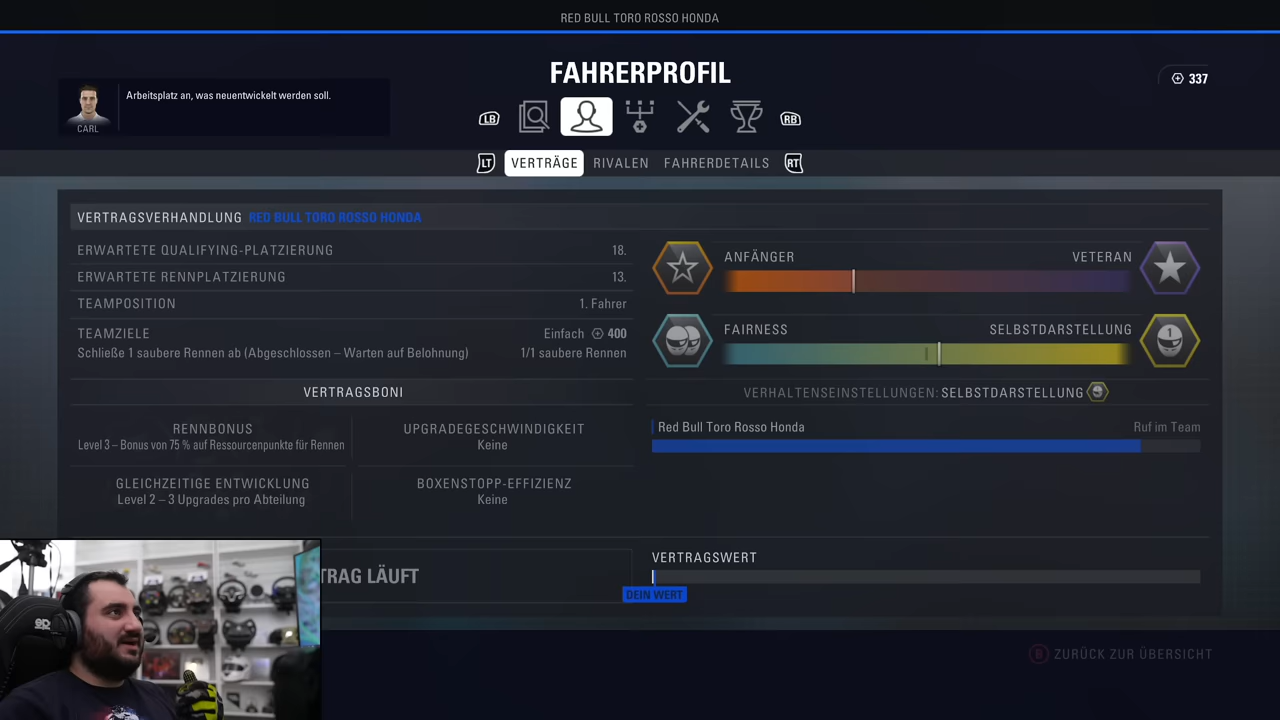 RED BULL TORO ROSSO HONDA
FAHRERPROFIL
337
Arbeitsplatz an, was neuentwickelt werden soll.
CARL
LB
RB
LT
VERTRÄGE
RIVALEN
FAHRERDETAILS
RT
VERTRAGSVERHANDLUNG RED BULL TORO ROSSO HONDA
ERWARTETE QUALIFYING-PLATZIERUNG 18.
ERWARTETE RENNPLATZIERUNG 13.
TEAMPOSITION 1. Fahrer
TEAMZIELE Einfach 400
Schließe 1 saubere Rennen ab (Abgeschlossen – Warten auf Belohnung) 1/1 saubere Rennen
VERTRAGSBONI
RENNBONUS
Level 3 – Bonus von 75 % auf Ressourcenpunkte für Rennen
UPGRADEGESCHWINDIGKEIT
Keine
GLEICHZEITIGE ENTWICKLUNG
Level 2 – 3 Upgrades pro Abteilung
BOXENSTOPP-EFFIZIENZ
Keine
TRAG LÄUFT
ANFÄNGER VETERAN
FAIRNESS SELBSTDARSTELLUNG
1
VERHALTENSEINSTELLUNGEN: SELBSTDARSTELLUNG
Red Bull Toro Rosso Honda Ruf im Team
VERTRAGSWERT
DEIN WERT
B ZURÜCK ZUR ÜBERSICHT